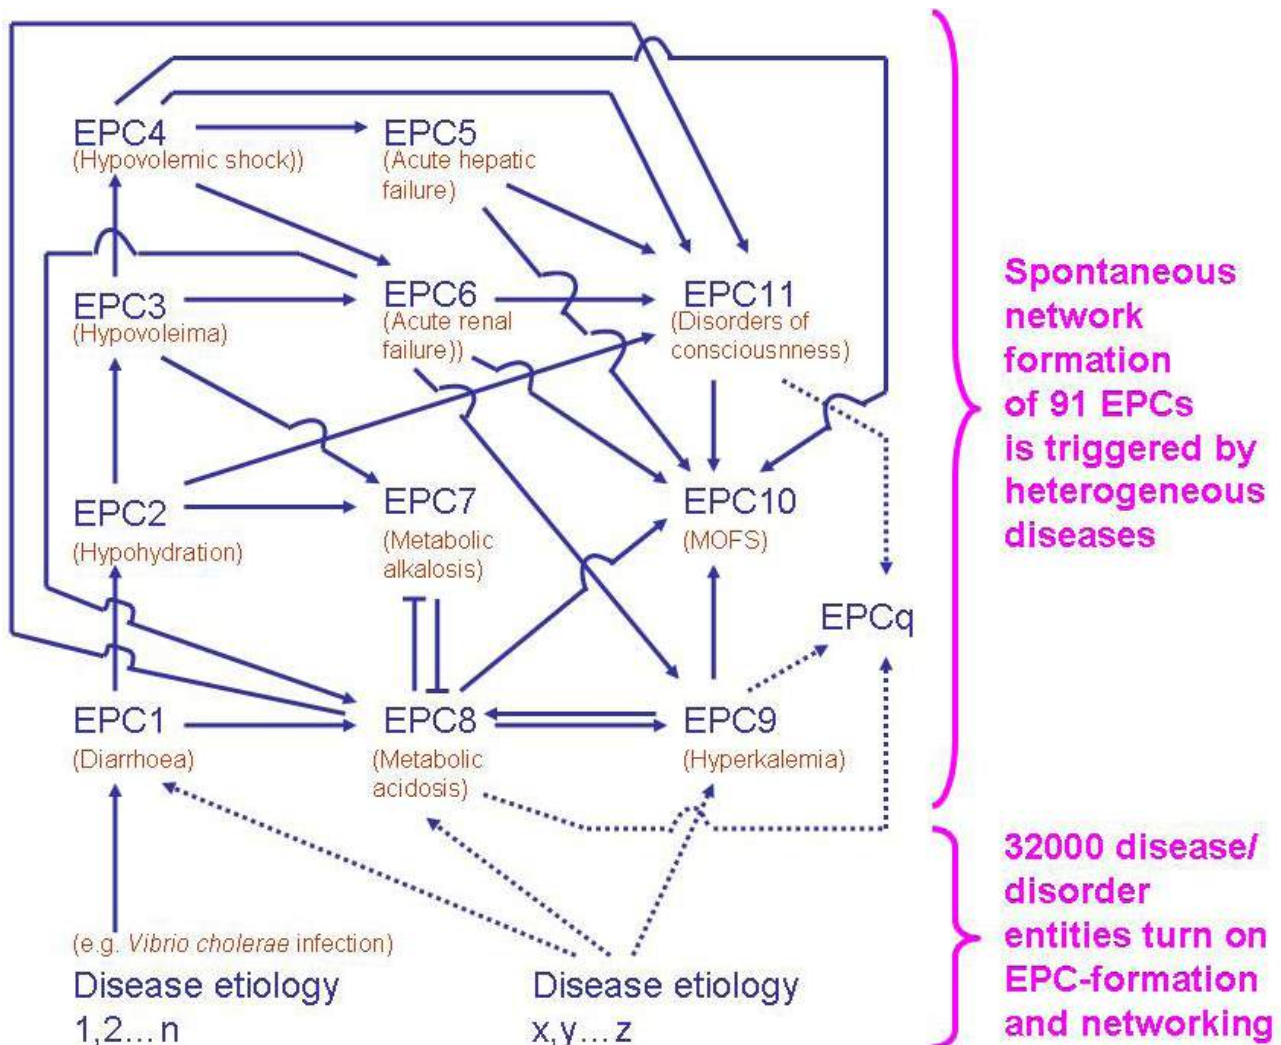 EPC4
(Hypovolemic shock))
EPC5
(Acute hepatic
failure)
EPC3
(Hypovoleima)
EPC6
(Acute renal
failure))
EPC11
(Disorders of
consciousnness)
EPC2
(Hypohydration)
EPC7
(Metabolic
alkalosis)
EPC10
(MOFS)
EPCq
EPC1
(Diarrhoea)
EPC8
(Metabolic
acidosis)
EPC9
(Hyperkalemia)
(e.g. Vibrio cholerae infection)
Disease etiology
1,2...n
Disease etiology
x,y...z
Spontaneous
network
formation
of 91 EPCs
is triggered by
heterogeneous
diseases
32000 disease/
disorder
entities turn on
EPC-formation
and networking